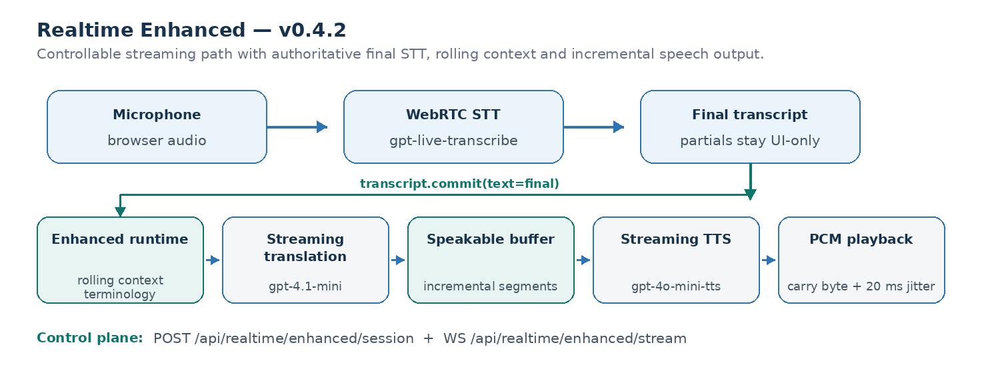 Realtime Enhanced — v0.4.2
Controllable streaming path with authoritative final STT, rolling context and incremental speech output.
Microphone
browser audio
WebRTC STT
gpt-live-transcribe
Final transcript
partials stay UI-only
transcript.commit(text=final)
Enhanced runtime
rolling context
terminology
Streaming
translation
gpt-4.1-mini
Speakable buffer
incremental segments
Streaming TTS
gpt-4o-mini-tts
PCM playback
carry byte + 20 ms jitter
Control plane: POST /api/realtime/enhanced/session + WS /api/realtime/enhanced/stream